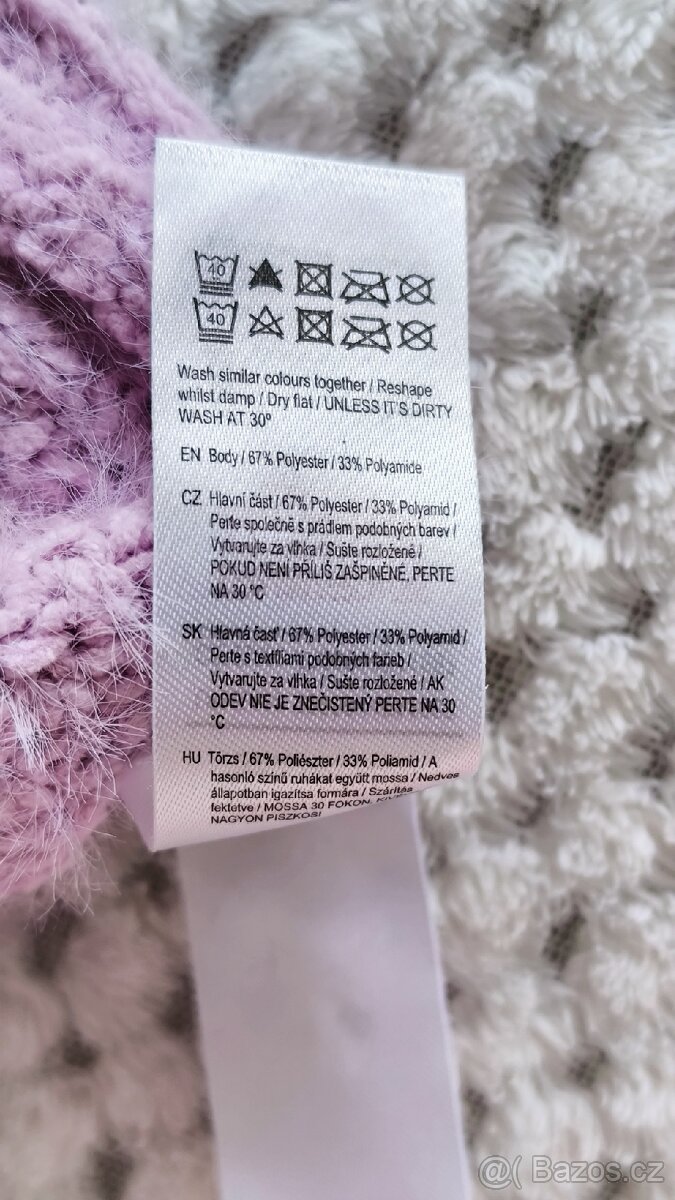 40
40
Wash similar colours together / Reshape
whilst damp / Dry flat / UNLESS IT'S DIRTY
WASH AT 30º
EN Body / 67% Polyester / 33% Polyamide
CZ Hlavní část / 67% Polyester / 33% Polyamid /
Perte společně s prádlem podobných barev /
Vytvarujte za vlhka / Sušte rozložené /
POKUD NENÍ PŘÍLIŠ ZAŠPINĚNÉ, PERTE
NA 30 °C
SK Hlavná časť / 67% Polyester / 33% Polyamid /
Perte s textíliami podobných farieb /
Vytvarujte za vlhka / Sušte rozložené / AK
ODEV NIE JE ZNEČISTENÝ PERTE NA 30
°C
HU Törzs / 67% Poliészter / 33% Poliamid / A
hasonló színű ruhákat együtt mossa / Nedves
állapotban igazítsa formára / Szárítás
fektetve / MOSSA 30 FOKON,
NAGYON PISZKOS!
@( Bazos.cz